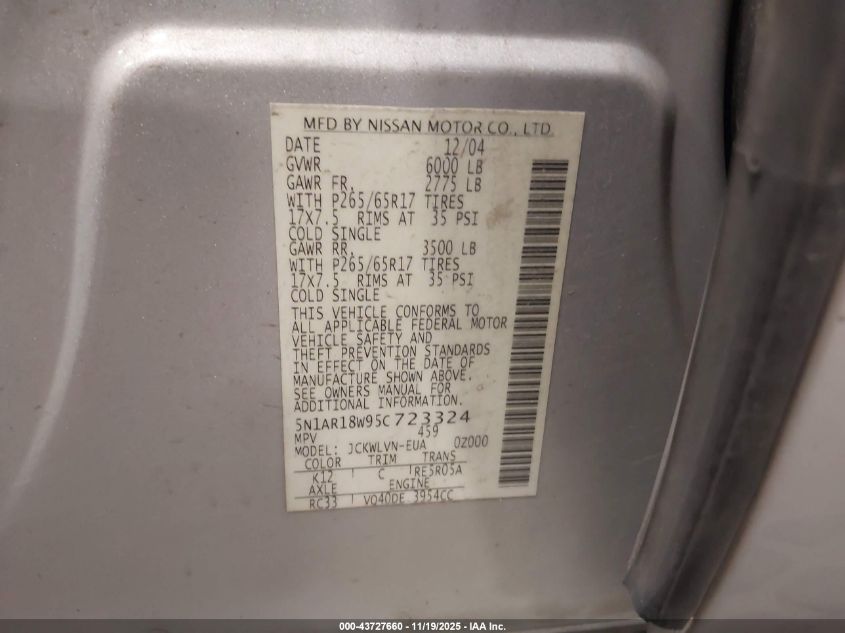 MFD BY NISSAN MOTOR CO., LTD
DATE 12/04
GVWR 6000 LB
GAWR FR. 2775 LB
WITH P265/65R17 TIRES
17X7.5 RIMS AT 35 PSI
COLD SINGLE
GAWR RR. 3500 LB
WITH P265/65R17 TIRES
17X7.5 RIMS AT 35 PSI
COLD SINGLE
THIS VEHICLE CONFORMS TO
ALL APPLICABLE FEDERAL MOTOR
VEHICLE SAFETY AND
THEFT PREVENTION STANDARDS
IN EFFECT ON THE DATE OF
MANUFACTURE SHOWN ABOVE.
SEE OWNERS MANUAL FOR
ADDITIONAL INFORMATION.
5N1AR18W95C723324
MPV 459
MODEL: JCKWLVN-EUA 0Z000
COLOR TRIM TRANS
K12 C RE5R05A
AXLE ENGINE
RC33 VQ40DE 3954CC
000-43727660 - 11/19/2025 - IAA Inc.